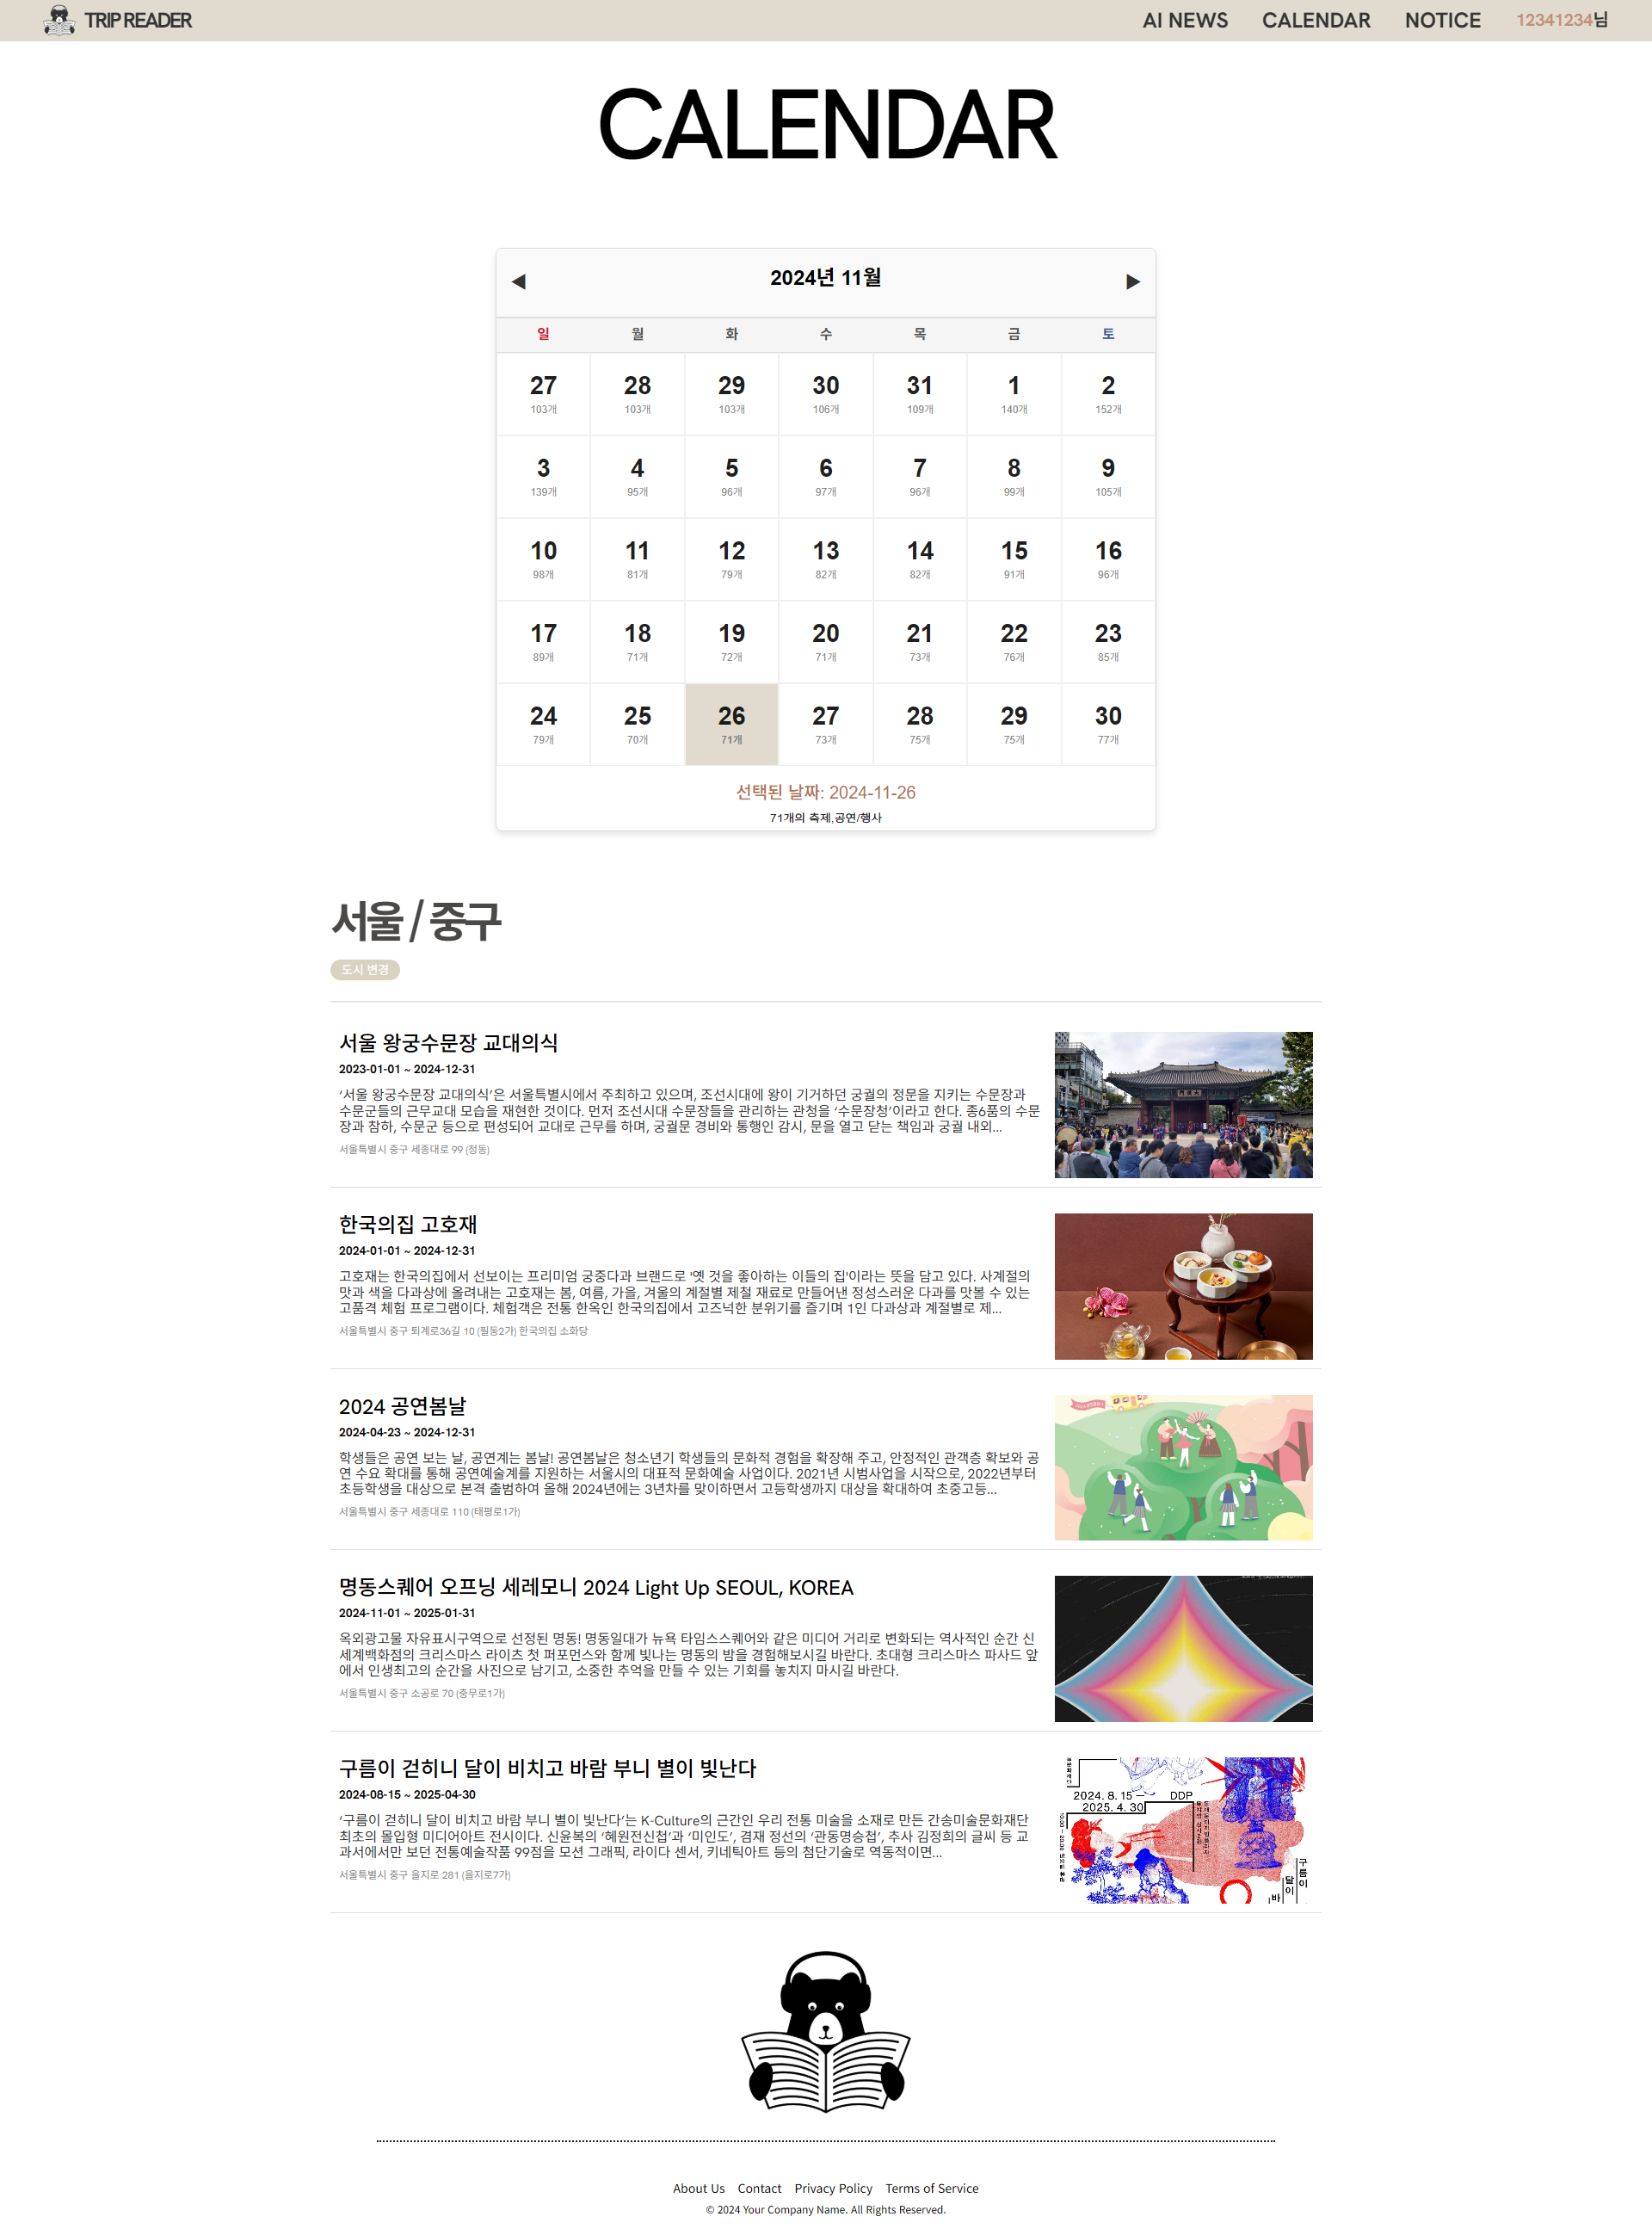 TRIP READER
AI NEWS CALENDAR NOTICE 12341234님
CALENDAR
◀ 2024년 11월 ▶
일 월 화 수 목 금 토
27 28 29 30 31 1 2
103개 103개 103개 106개 109개 140개 152개
3 4 5 6 7 8 9
139개 95개 96개 97개 96개 99개 105개
10 11 12 13 14 15 16
98개 81개 79개 82개 82개 91개 96개
17 18 19 20 21 22 23
89개 71개 72개 71개 73개 76개 85개
24 25 26 27 28 29 30
79개 70개 71개 73개 75개 75개 77개
선택된 날짜: 2024-11-26
71개의 축제,공연/행사
서울 / 중구
도시 변경
서울 왕궁수문장 교대의식
2023-01-01 ~ 2024-12-31
‘서울 왕궁수문장 교대의식’은 서울특별시에서 주최하고 있으며, 조선시대에 왕이 기거하던 궁궐의 정문을 지키는 수문장과
수문군들의 근무교대 모습을 재현한 것이다. 먼저 조선시대 수문장들을 관리하는 관청을 ‘수문장청’이라고 한다. 종6품의 수문
장과 참하, 수문군 등으로 편성되어 교대로 근무를 하며, 궁궐문 경비와 통행인 감시, 문을 열고 닫는 책임과 궁궐 내외...
서울특별시 중구 세종대로 99 (정동)
한국의집 고호재
2024-01-01 ~ 2024-12-31
고호재는 한국의집에서 선보이는 프리미엄 궁중다과 브랜드로 '옛 것을 좋아하는 이들의 집'이라는 뜻을 담고 있다. 사계절의
맛과 색을 다과상에 올려내는 고호재는 봄, 여름, 가을, 겨울의 계절별 제철 재료로 만들어낸 정성스러운 다과를 맛볼 수 있는
고품격 체험 프로그램이다. 체험객은 전통 한옥인 한국의집에서 고즈넉한 분위기를 즐기며 1인 다과상과 계절별로 제...
서울특별시 중구 퇴계로36길 10 (필동2가) 한국의집 소화당
2024 공연봄날
2024-04-23 ~ 2024-12-31
학생들은 공연 보는 날, 공연계는 봄날! 공연봄날은 청소년기 학생들의 문화적 경험을 확장해 주고, 안정적인 관객층 확보와 공
연 수요 확대를 통해 공연예술계를 지원하는 서울시의 대표적 문화예술 사업이다. 2021년 시범사업을 시작으로, 2022년부터
초등학생을 대상으로 본격 출범하여 올해 2024년에는 3년차를 맞이하면서 고등학생까지 대상을 확대하여 초중고등...
서울특별시 중구 세종대로 110 (태평로1가)
명동스퀘어 오프닝 세레모니 2024 Light Up SEOUL, KOREA
2024-11-01 ~ 2025-01-31
옥외광고물 자유표시구역으로 선정된 명동! 명동일대가 뉴욕 타임스스퀘어와 같은 미디어 거리로 변화되는 역사적인 순간 신
세계백화점의 크리스마스 라이츠 첫 퍼포먼스와 함께 빛나는 명동의 밤을 경험해보시길 바란다. 초대형 크리스마스 파사드 앞
에서 인생최고의 순간을 사진으로 남기고, 소중한 추억을 만들 수 있는 기회를 놓치지 마시길 바란다.
서울특별시 중구 소공로 70 (충무로1가)
구름이 걷히니 달이 비치고 바람 부니 별이 빛난다
2024-08-15 ~ 2025-04-30
‘구름이 걷히니 달이 비치고 바람 부니 별이 빛난다’는 K-Culture의 근간인 우리 전통 미술을 소재로 만든 간송미술문화재단
최초의 몰입형 미디어아트 전시이다. 신윤복의 ‘혜원전신첩’과 ‘미인도’, 겸재 정선의 ‘관동명승첩’, 추사 김정희의 글씨 등 교
과서에서만 보던 전통예술작품 99점을 모션 그래픽, 라이다 센서, 키네틱아트 등의 첨단기술로 역동적이면...
서울특별시 중구 을지로 281 (을지로7가)
2024. 8. 15 — DDP
2025. 4. 30
구름이
달이
바
About Us Contact Privacy Policy Terms of Service
© 2024 Your Company Name. All Rights Reserved.